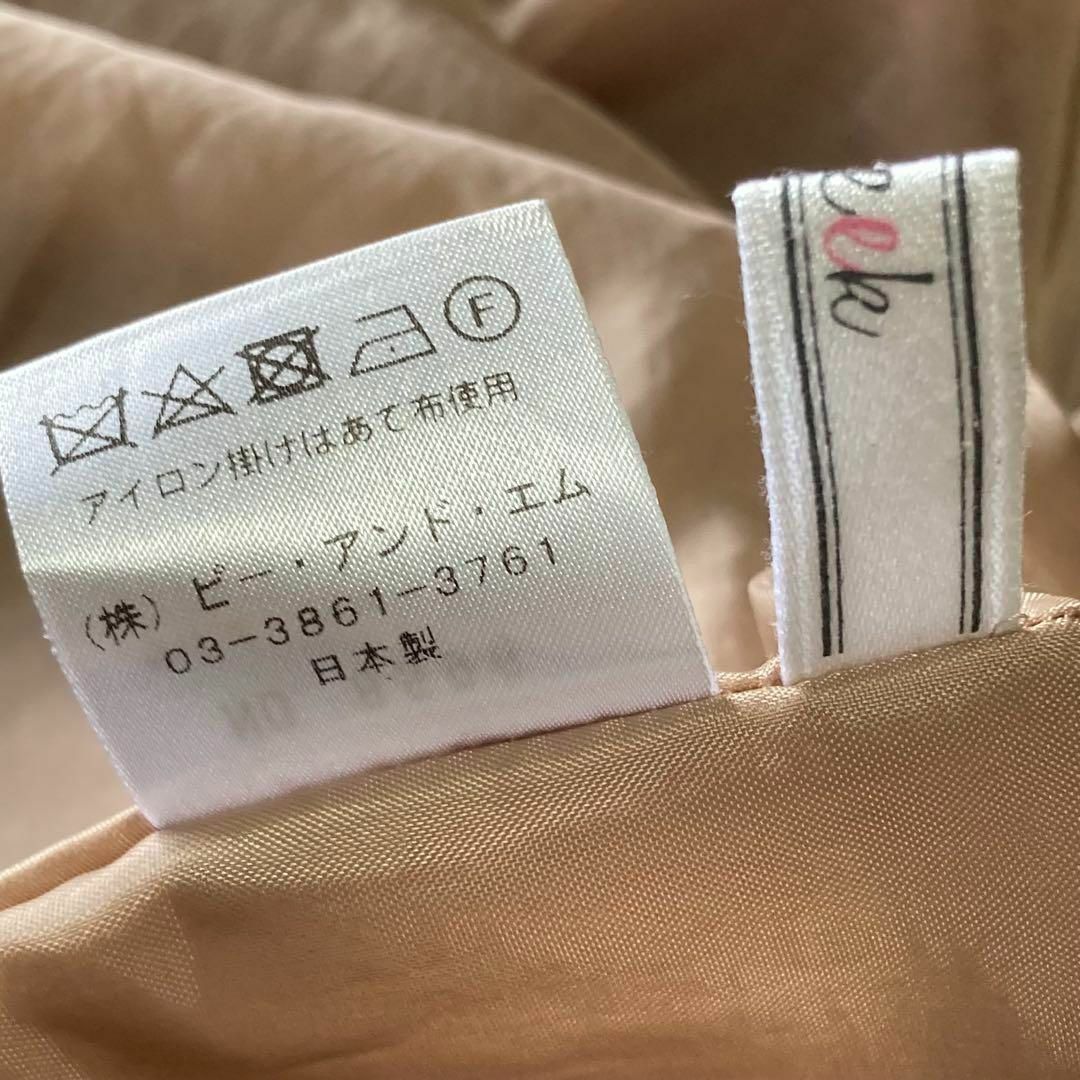 F
アイロン掛けはあて布使用
(株)ビー・アンド・エム
03-3861-3761
日本製
eek